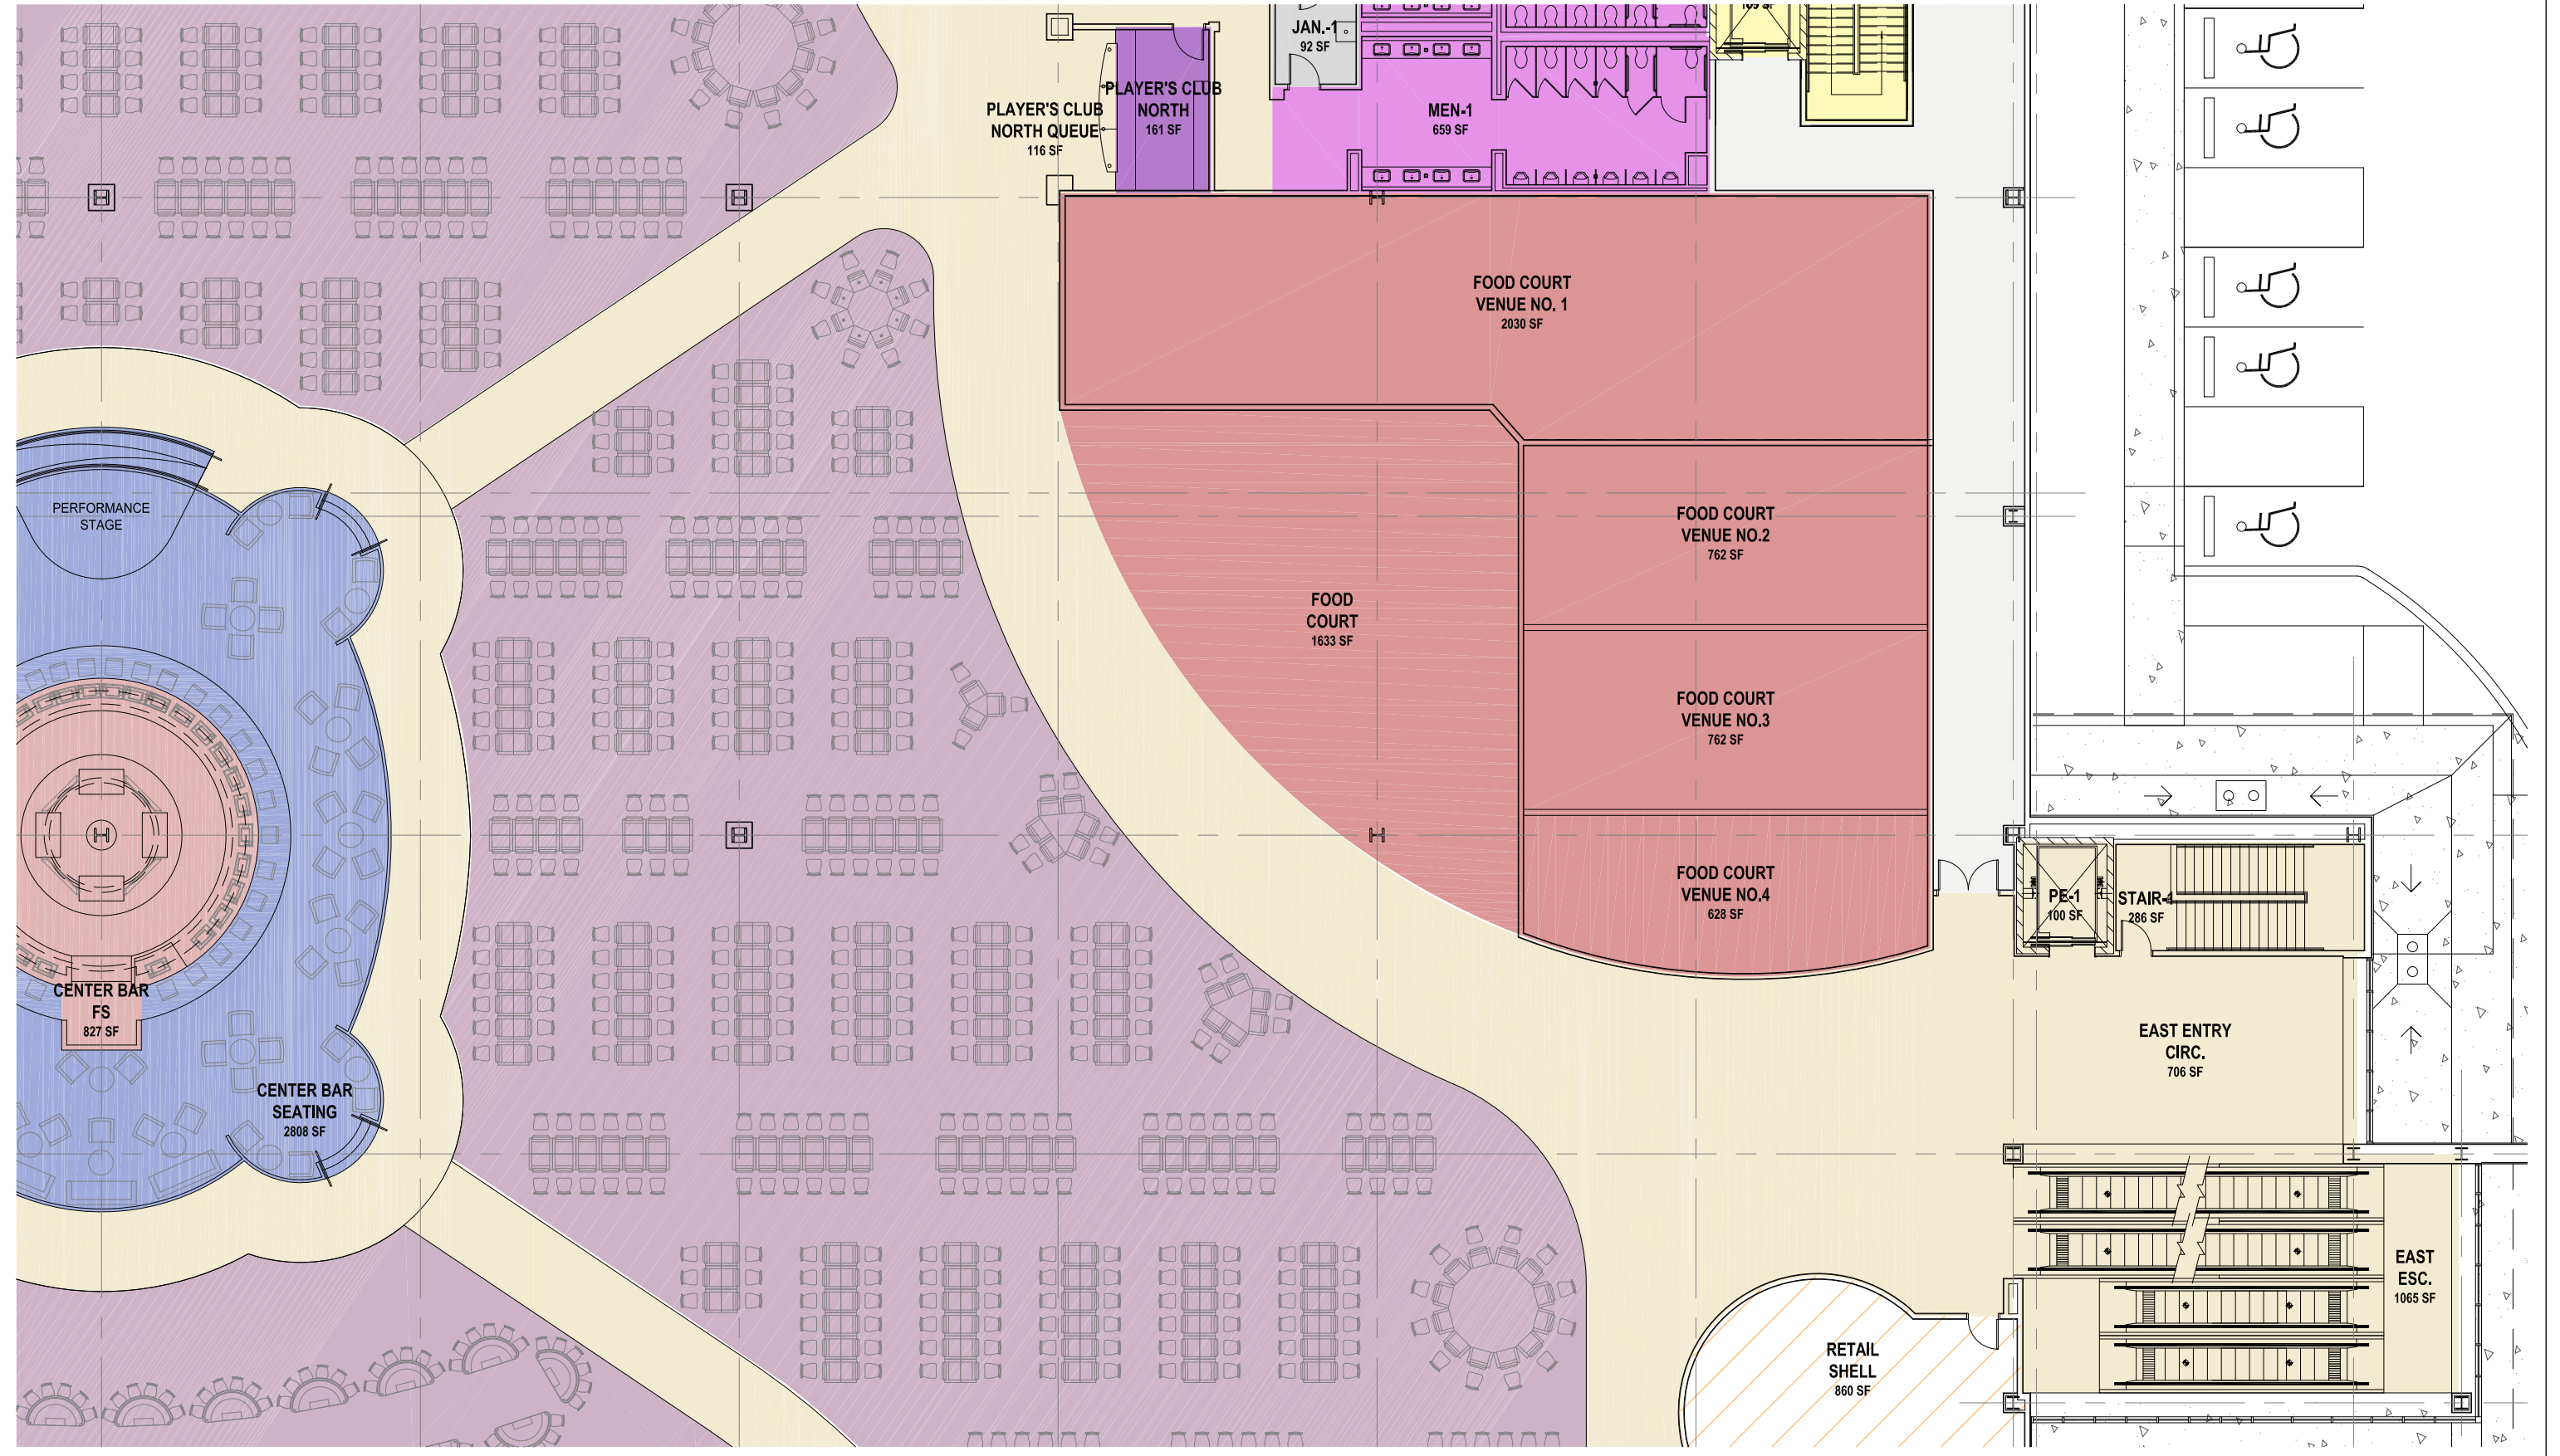 109 SF
JAN.-1
92 SF
PLAYER'S CLUB
NORTH
161 SF
PLAYER'S CLUB
NORTH QUEUE
116 SF
MEN-1
659 SF
FOOD COURT
VENUE NO. 1
2030 SF
PERFORMANCE
STAGE
FOOD COURT
VENUE NO.2
762 SF
FOOD
COURT
1633 SF
FOOD COURT
VENUE NO.3
762 SF
FOOD COURT
VENUE NO.4
628 SF
PE-1
100 SF
STAIR-1
286 SF
CENTER BAR
FS
827 SF
EAST ENTRY
CIRC.
706 SF
CENTER BAR
SEATING
2808 SF
EAST
ESC.
1065 SF
RETAIL
SHELL
860 SF